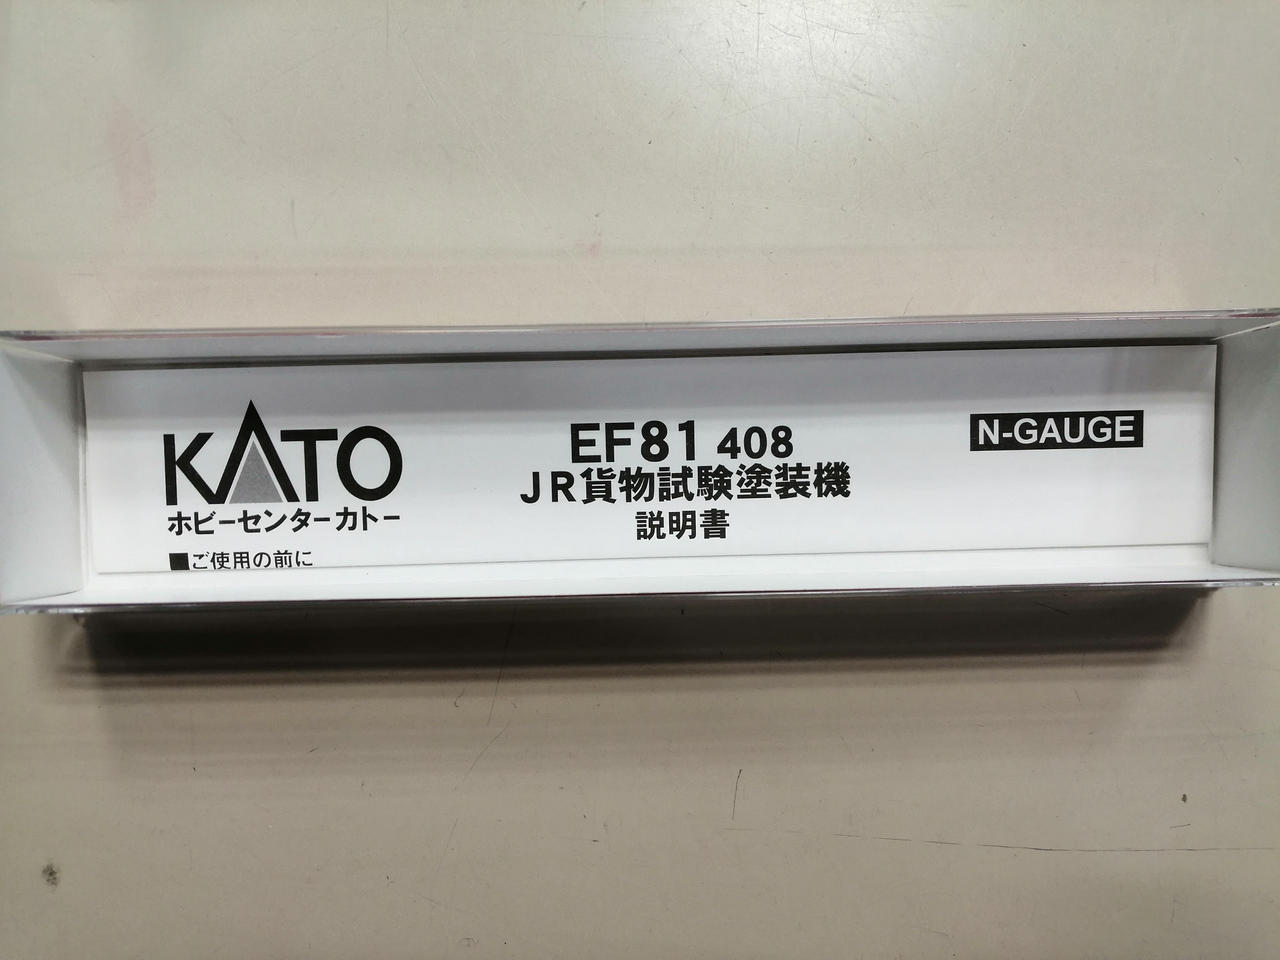 KATO
ホビーセンターカトー
EF81 408
JR貨物試験塗装機
説明書
N-GAUGE
■ご使用の前に